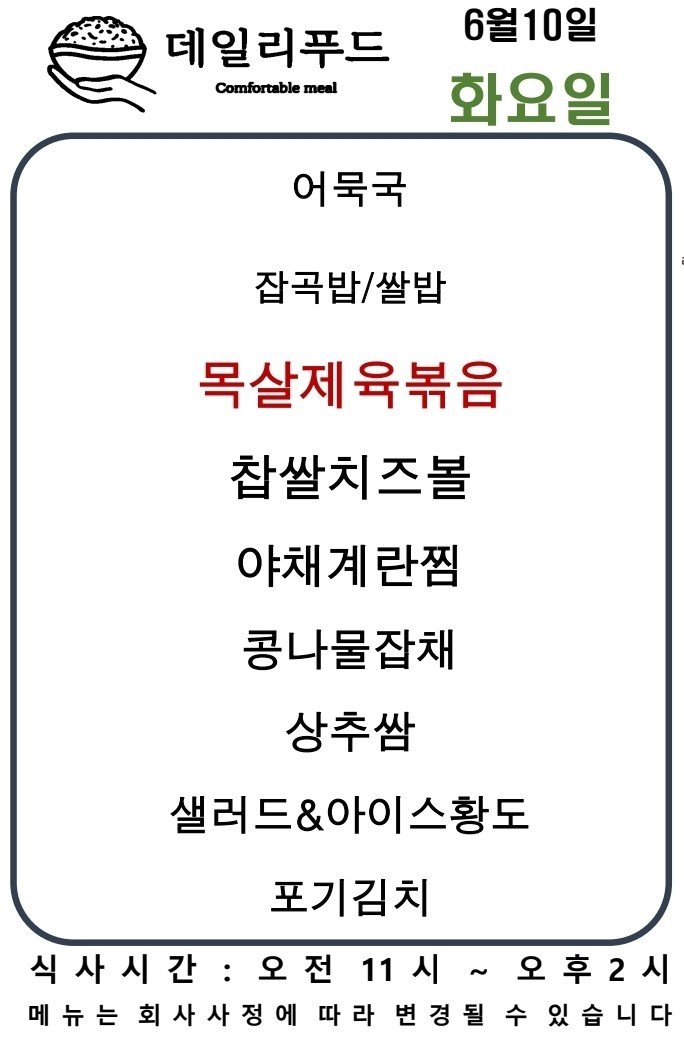 데일리푸드
Comfortable meal
6월10일
화요일
어묵국
잡곡밥/쌀밥
목살제육볶음
찹쌀치즈볼
야채계란찜
콩나물잡채
상추쌈
샐러드&아이스황도
포기김치
식사시간 : 오전 11시 ~ 오후2시
메뉴는 회사사정에 따라 변경될 수 있습니다